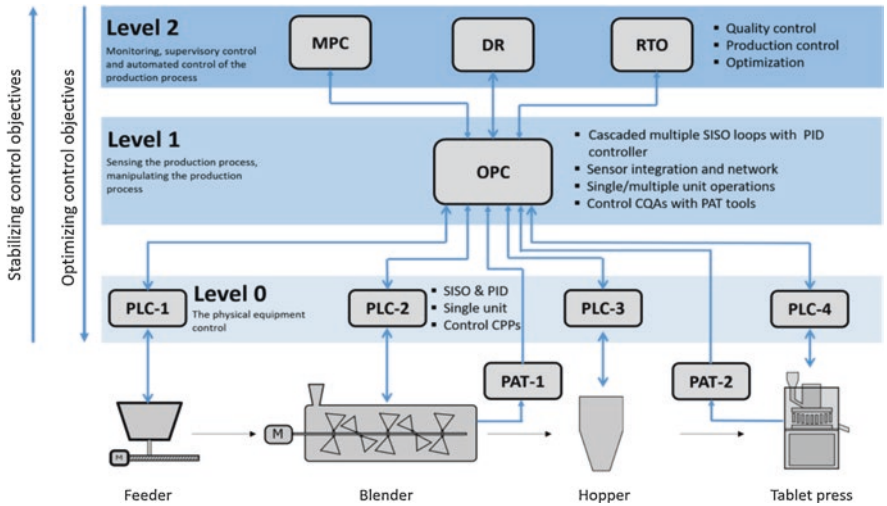 Stabilizing control objectives
Optimizing control objectives
Level 2
Monitoring, supervisory control
and automated control of the
production process
MPC
DR
RTO
▪ Quality control
▪ Production control
▪ Optimization
Level 1
Sensing the production process,
manipulating the production
process
OPC
▪ Cascaded multiple SISO loops with PID
controller
▪ Sensor integration and network
▪ Single/multiple unit operations
▪ Control CQAs with PAT tools
PLC-1
Level 0
The physical equipment
control
PLC-2
▪ SISO & PID
▪ Single unit
▪ Control CPPs
PLC-3
PLC-4
PAT-1
PAT-2
M
M
Feeder
Blender
Hopper
Tablet press